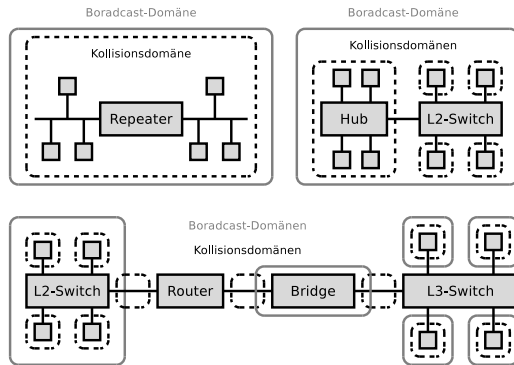 Boradcast-Domäne
Kollisionsdomäne
Repeater
Boradcast-Domäne
Kollisionsdomänen
Hub
L2-Switch
Boradcast-Domänen
Kollisionsdomänen
L2-Switch
Router
Bridge
L3-Switch